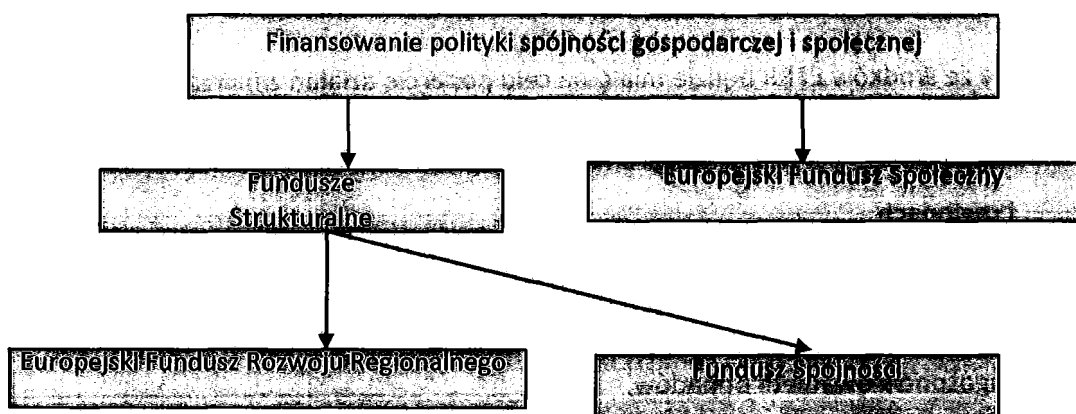 Finansowanie polityki spójności gospodarczej i społecznej
Fundusze
Strukturalne
Europejski Fundusz Społeczny
Europejski Fundusz Rozwoju Regionalnego
Fundusz Spójności